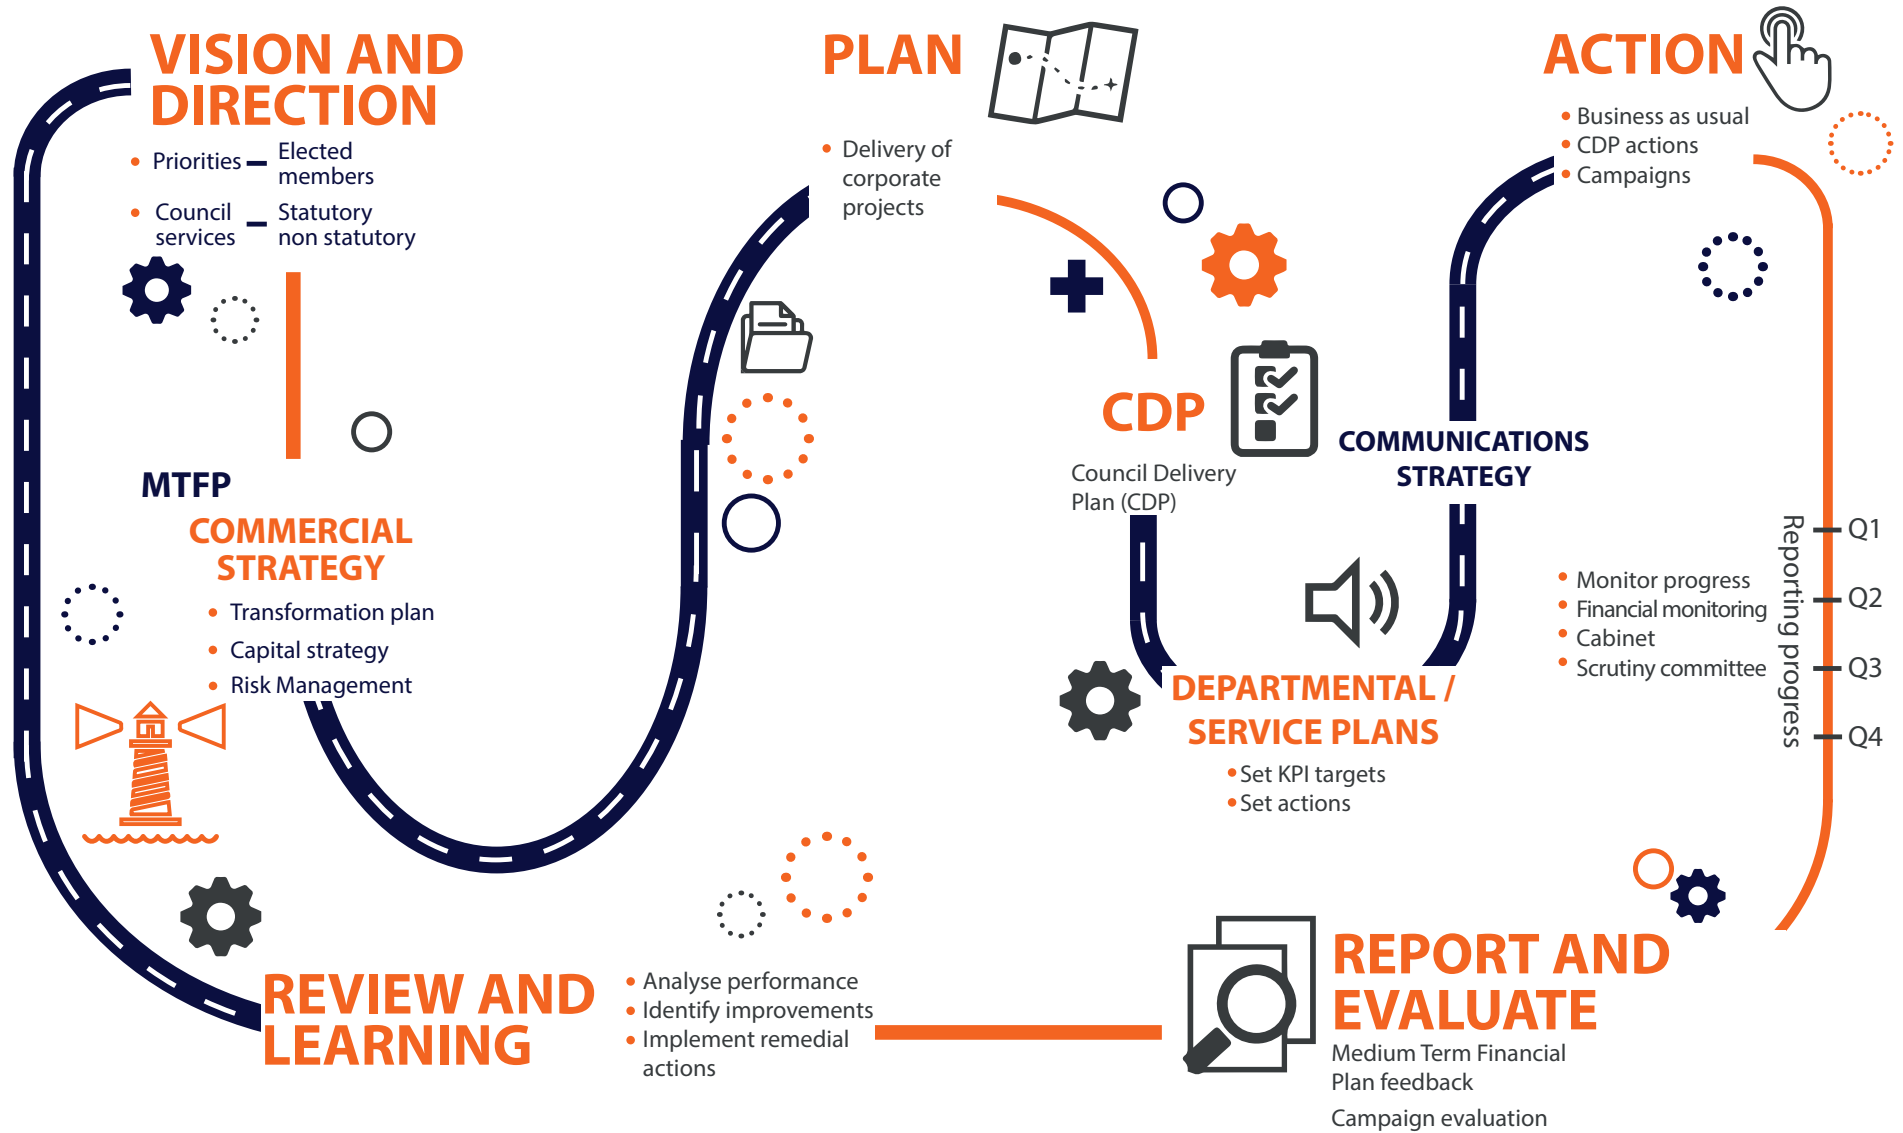 VISION AND
DIRECTION
Priorities
Elected
members
Council
services
Statutory
non statutory
MTFP
COMMERCIAL
STRATEGY
Transformation plan
Capital strategy
Risk Management
PLAN
Delivery of
corporate
projects
CDP
Council Delivery
Plan (CDP)
DEPARTMENTAL /
SERVICE PLANS
Set KPI targets
Set actions
COMMUNICATIONS
STRATEGY
ACTION
Business as usual
CDP actions
Campaigns
Monitor progress
Financial monitoring
Cabinet
Scrutiny committee
Reporting progress
Q1
Q2
Q3
Q4
REPORT AND
EVALUATE
Medium Term Financial
Plan feedback
Campaign evaluation
REVIEW AND
LEARNING
Analyse performance
Identify improvements
Implement remedial
actions